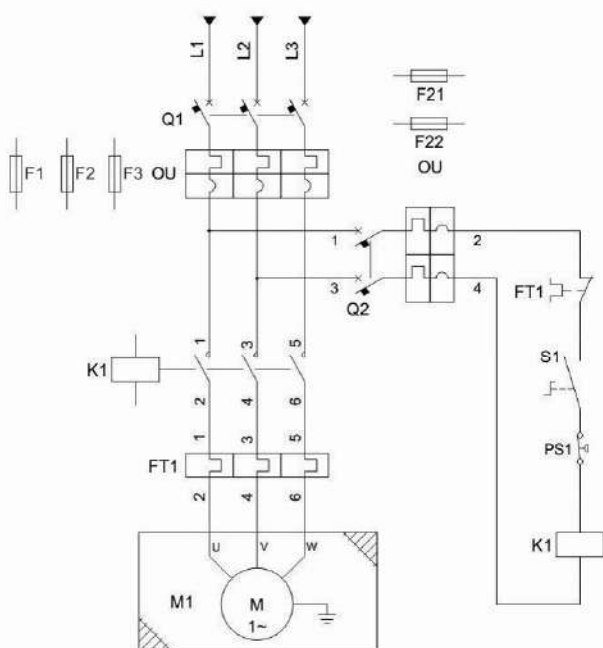 L1 L2 L3
Q1
F21
F22
OU
F1 F2 F3 OU
1 2
3 4
Q2
FT1
1 3 5
K1
2 4 6
S1
1 3 5
PS1
FT1
2 4 6
U V W
K1
M1 M
1~